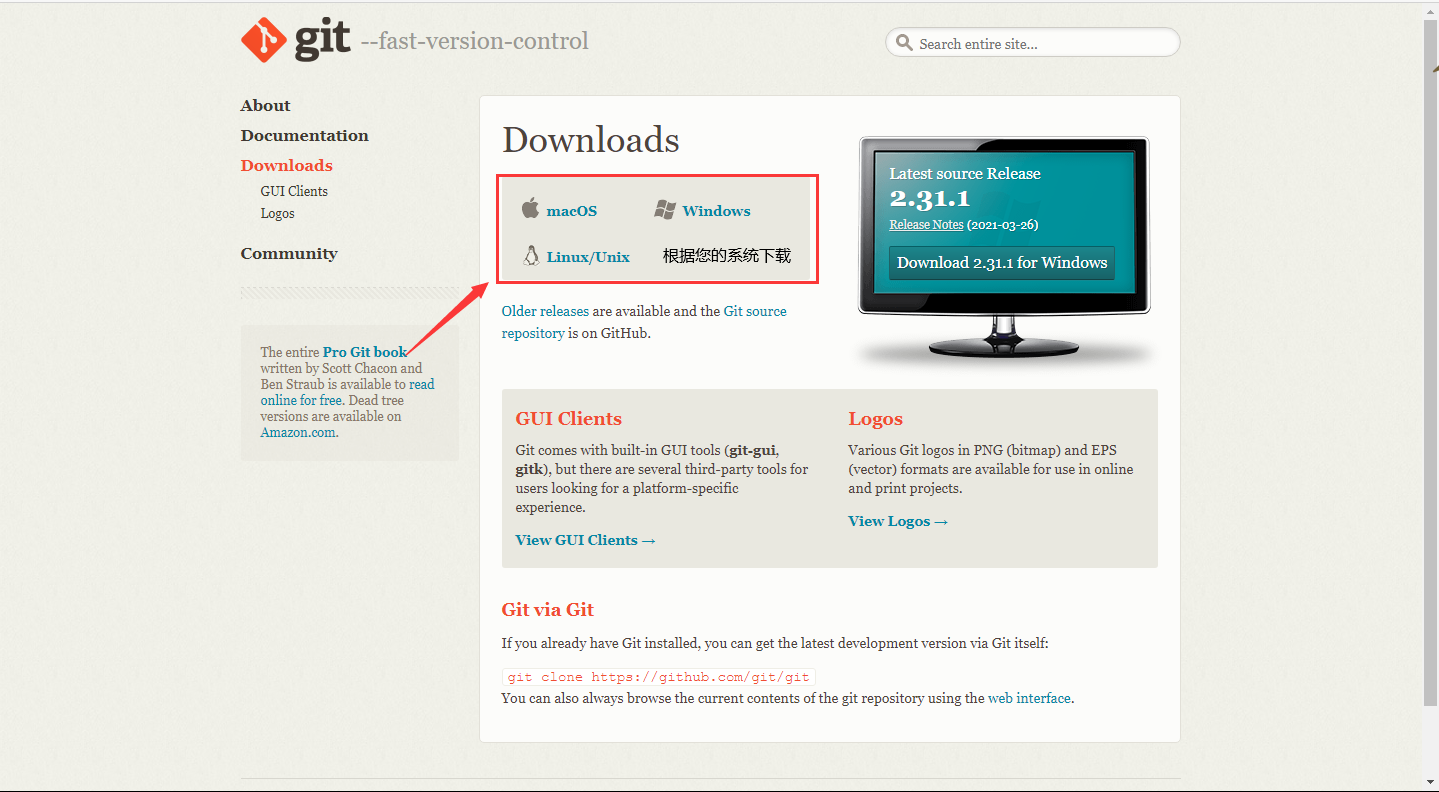 git --fast-version-control
Search entire site...
About
Documentation
Downloads
GUI Clients
Logos
Community
The entire Pro Git book
written by Scott Chacon and
Ben Straub is available to read
online for free. Dead tree
versions are available on
Amazon.com.
Downloads
macOS
Windows
Linux/Unix
根据您的系统下载
Older releases are available and the Git source
repository is on GitHub.
Latest source Release
2.31.1
Release Notes (2021-03-26)
Download 2.31.1 for Windows
GUI Clients
Git comes with built-in GUI tools (git-gui,
gitk), but there are several third-party tools for
users looking for a platform-specific
experience.
View GUI Clients →
Logos
Various Git logos in PNG (bitmap) and EPS
(vector) formats are available for use in online
and print projects.
View Logos →
Git via Git
If you already have Git installed, you can get the latest development version via Git itself:
git clone https://github.com/git/git
You can also always browse the current contents of the git repository using the web interface.